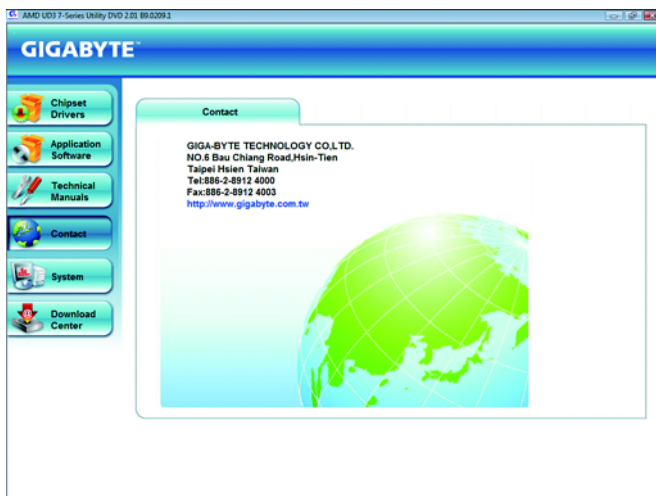 AMD UD3 7-Series Utility DVD 2.01 B9.0209.1
GIGABYTE™
Chipset
Drivers
Application
Software
Technical
Manuals
Contact
System
Download
Center
Contact
GIGA-BYTE TECHNOLOGY CO,LTD.
NO.6 Bau Chiang Road,Hsin-Tien
Taipei Hsien Taiwan
Tel:886-2-8912 4000
Fax:886-2-8912 4003
http://www.gigabyte.com.tw